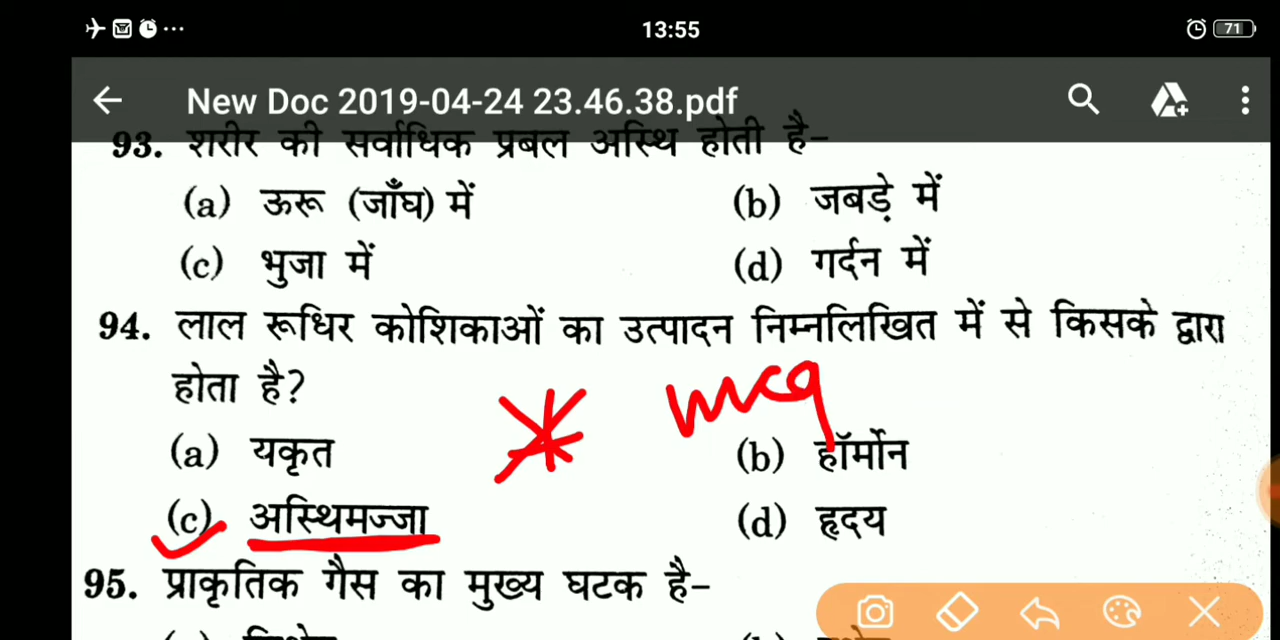 13:55
71
New Doc 2019-04-24 23.46.38.pdf
93. शरीर की सर्वाधिक प्रबल अस्थि होती है-
(a) ऊरू (जाँघ) में (b) जबड़े में
(c) भुजा में (d) गर्दन में
94. लाल रूधिर कोशिकाओं का उत्पादन निम्नलिखित में से किसके द्वारा
होता है?
mcq
(a) यकृत (b) हॉर्मोन
(c) अस्थिमज्जा (d) हृदय
95. प्राकृतिक गैस का मुख्य घटक है-